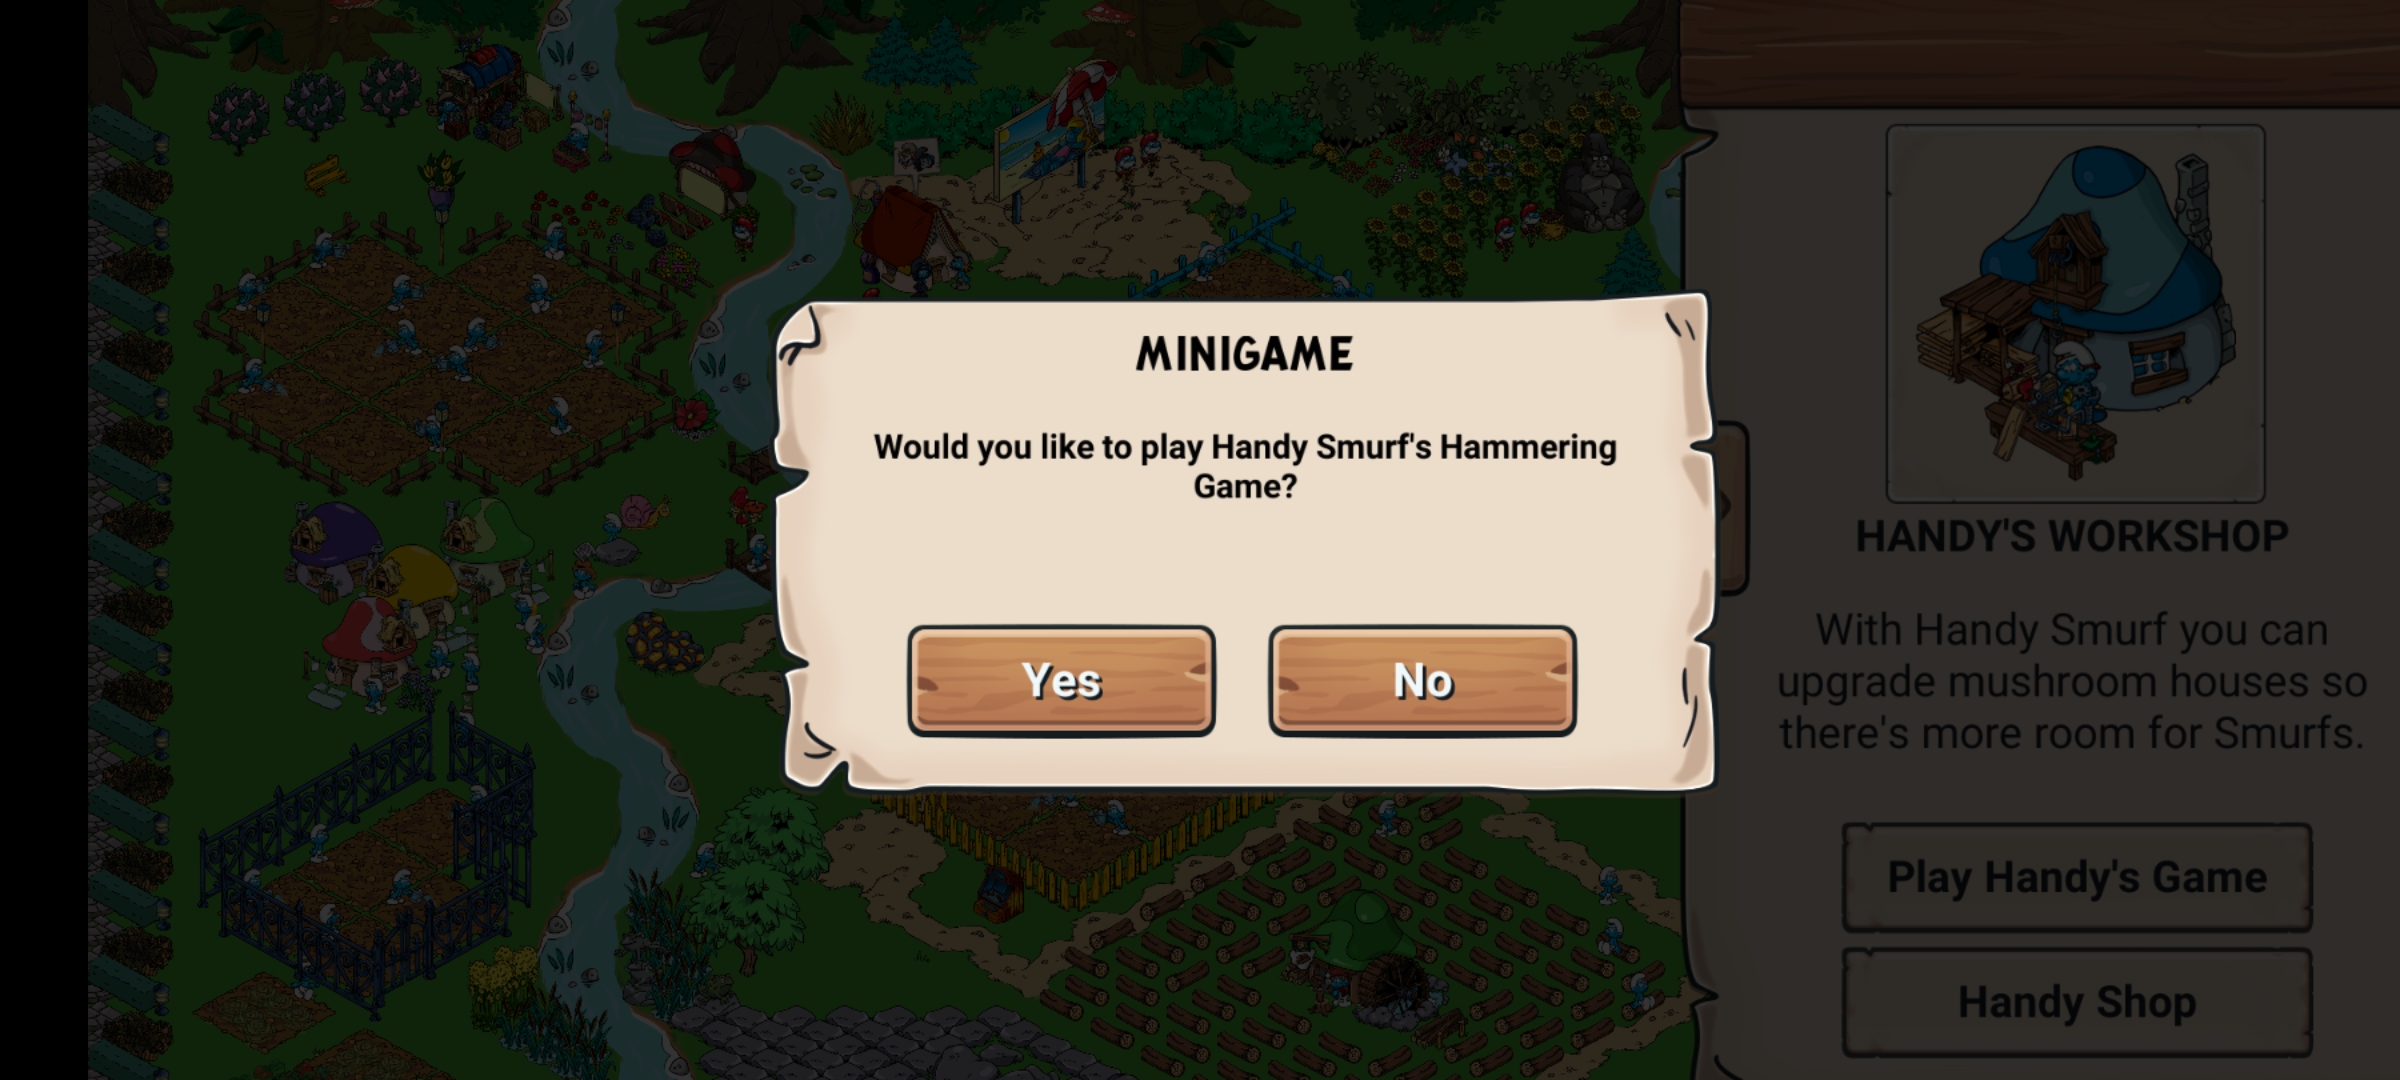 MINIGAME
Would you like to play Handy Smurf's Hammering
Game?
Yes
No
HANDY'S WORKSHOP
With Handy Smurf you can
upgrade mushroom houses so
there's more room for Smurfs.
Play Handy's Game
Handy Shop